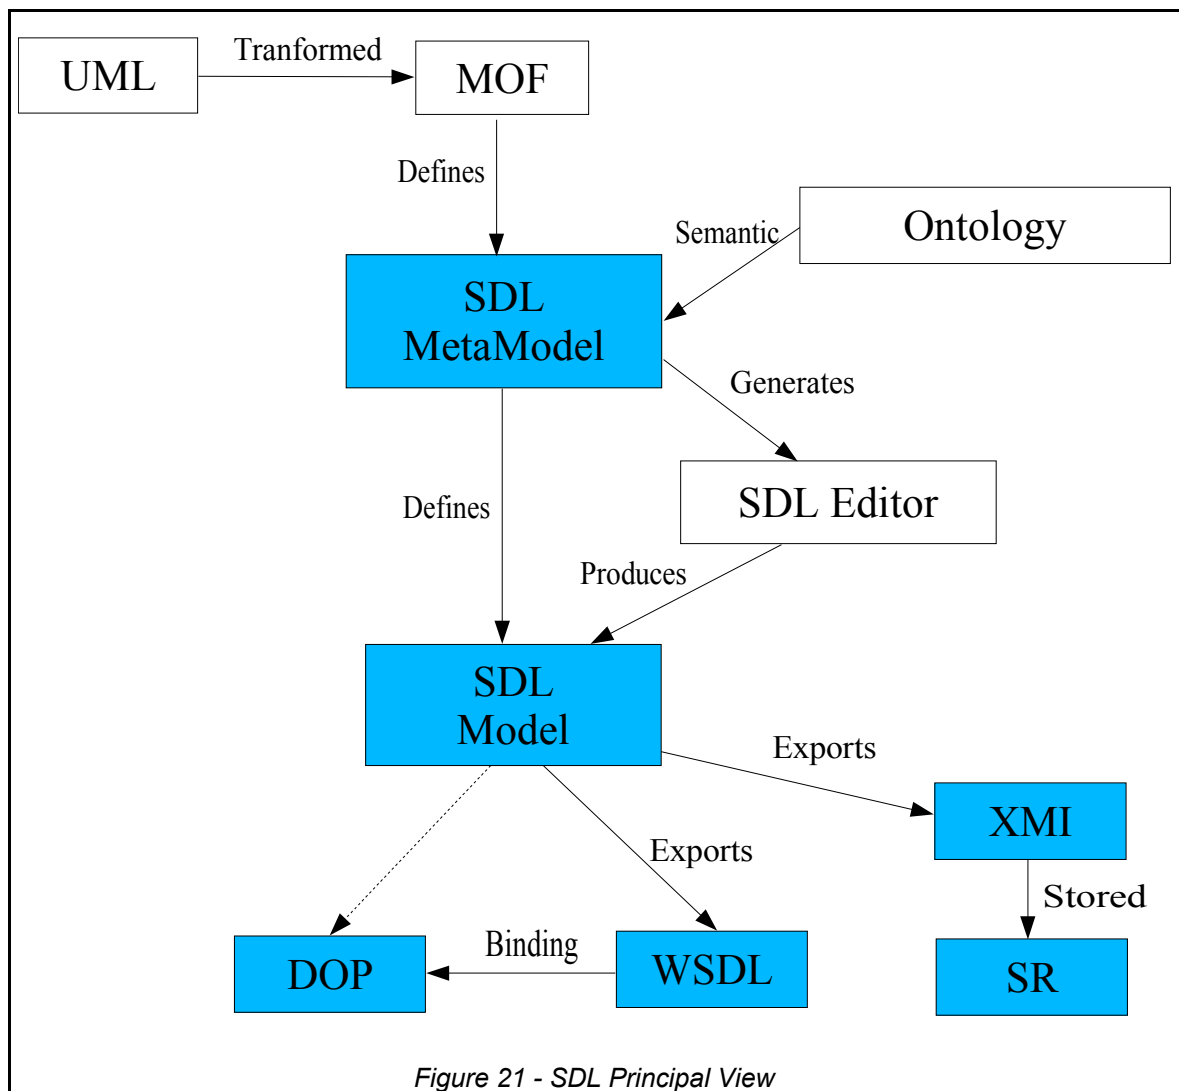 Tranformed
UML
MOF
Defines
Ontology
Semantic
SDL
MetaModel
Generates
SDL Editor
Defines
Produces
SDL
Model
Exports
XMI
Exports
Stored
Binding
DOP
WSDL
SR
Figure 21 - SDL Principal View